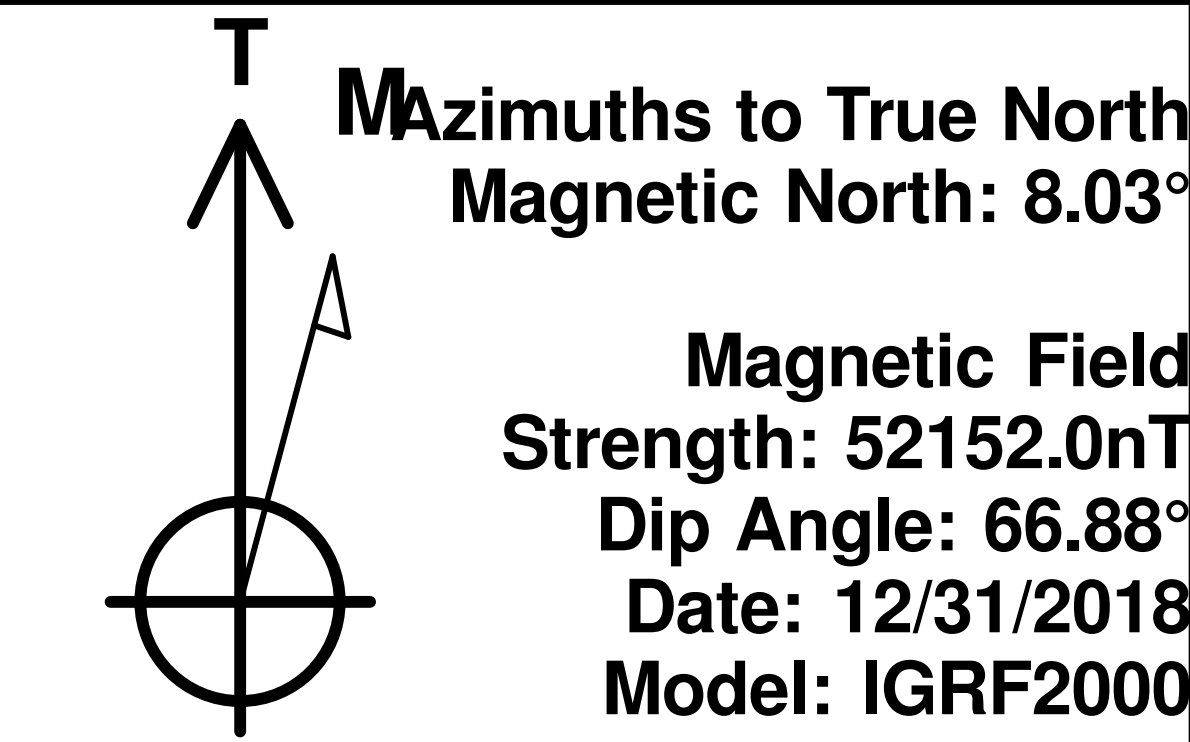 T
M
Azimuths to True North
Magnetic North: 8.03°
Magnetic Field
Strength: 52152.0nT
Dip Angle: 66.88°
Date: 12/31/2018
Model: IGRF2000